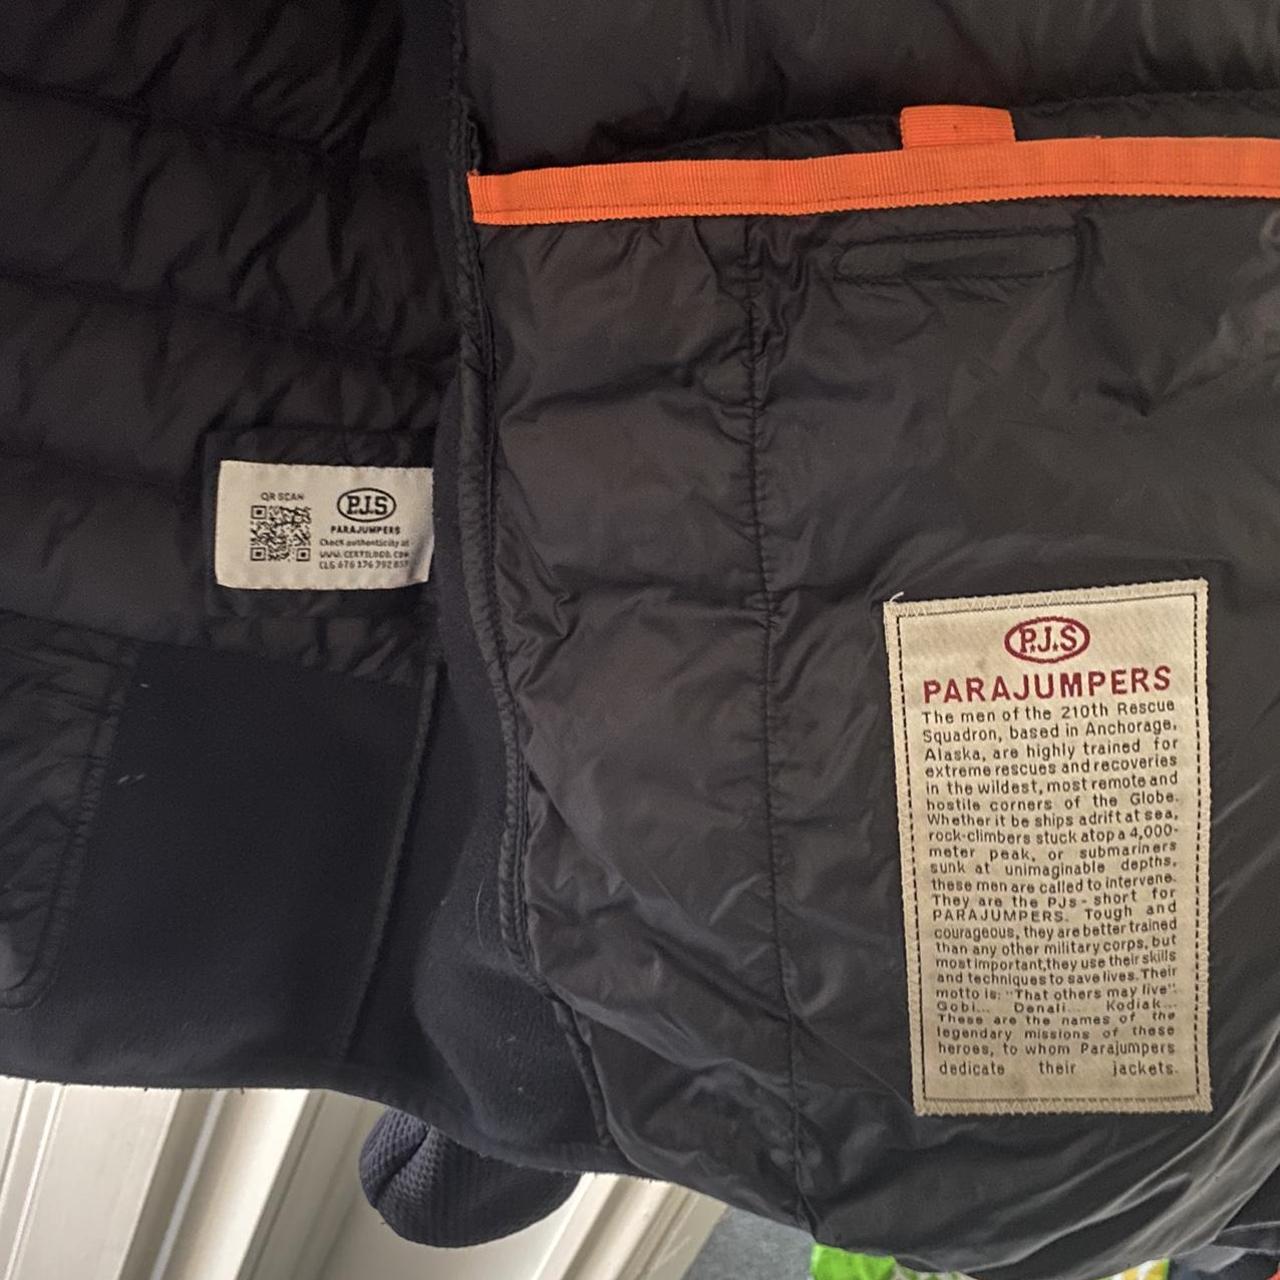 QR SCAN
P.J.S
PARAJUMPERS
Check authenticity at
WWW.CERTILOGO.COM
CLG 676 176 792
P.J.S
PARAJUMPERS
The men of the 210th Rescue
Squadron, based in Anchorage,
Alaska, are highly trained for
extreme rescues and recoveries
in the wildest, most remote and
hostile corners of the Globe.
Whether it be ships adrift at sea,
rock-climbers stuck atop a 4,000-
meter peak, or submariners
sunk at unimaginable depths,
these men are called to intervene.
They are the PJs - short for
PARAJUMPERS. Tough and
courageous, they are better trained
than any other military corps, but
most important,they use their skills
and techniques to save lives. Their
motto is: "That others may live".
Gobi... Denali... Kodiak...
These are the names of the
legendary missions of these
heroes, to whom Parajumpers
dedicate their jackets.